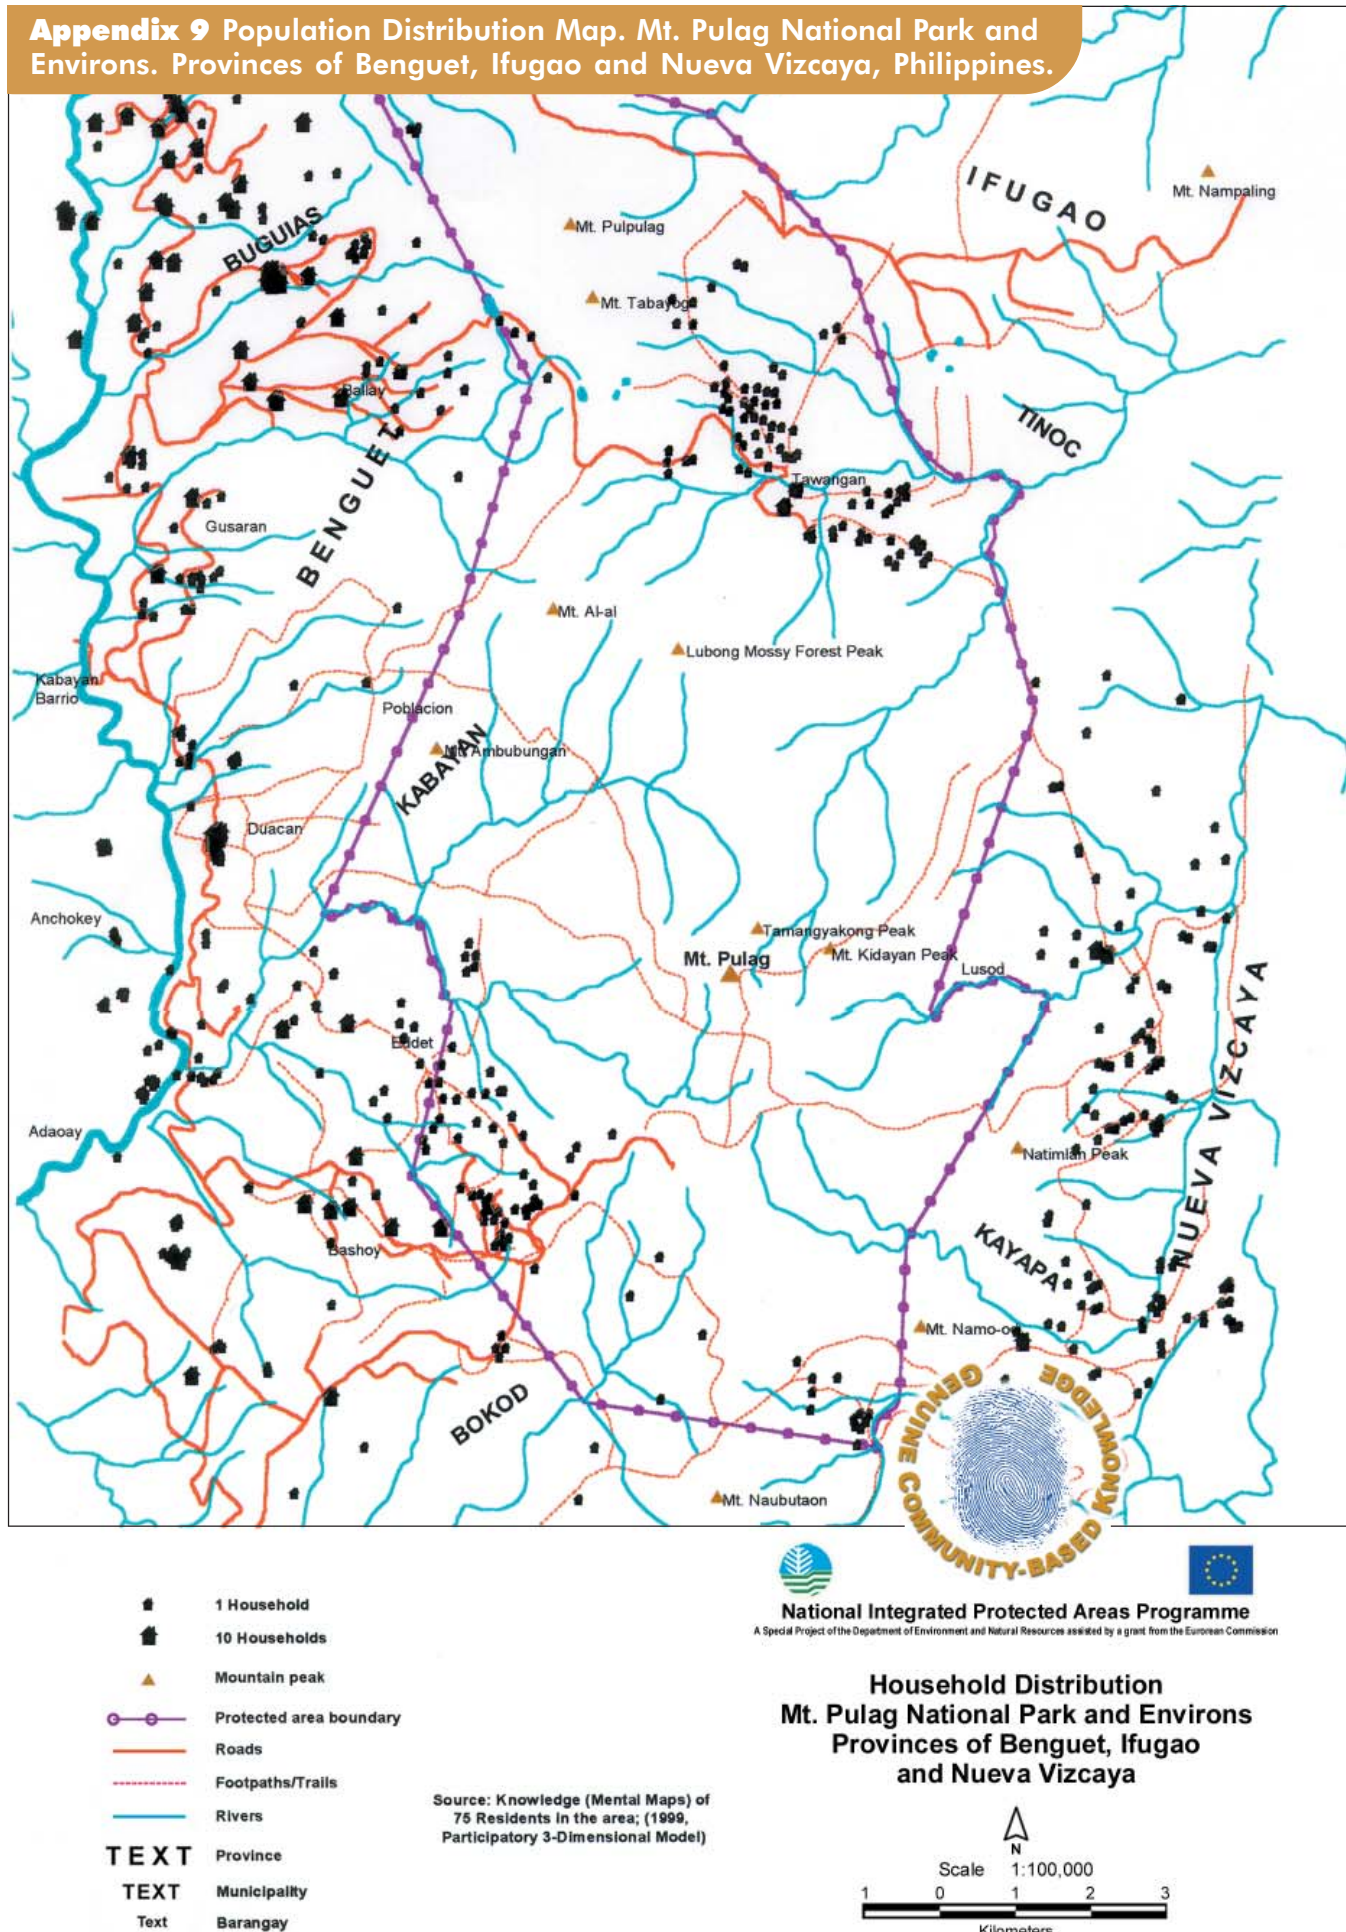 Appendix 9 Population Distribution Map. Mt. Pulag National Park and
Environs. Provinces of Benguet, Ifugao and Nueva Vizcaya, Philippines.
IFUGAO
Mt. Nampaling
Mt. Pulpulag
BUGUIAS
Mt. Tabayog
Ballay
TINOC
BENGUET
Tawangan
Gusaran
Mt. Al-al
Lubong Mossy Forest Peak
Kabayan
Barrio
Poblacion
Mt. Ambubungan
KABAYAN
Duacan
Anchokey
Tamangyakong Peak
Mt. Pulag
Mt. Kidayan Peak
Lusod
NUEVA VIZCAYA
Eddet
Adaoay
Natimlan Peak
KAYAPA
Bashoy
Mt. Namo-od
BOKOD
Mt. Naubutaon
GENUINE COMMUNITY-BASED KNOWLEDGE
1 Household
10 Households
Mountain peak
Protected area boundary
Roads
Footpaths/Trails
Rivers
TEXT Province
TEXT Municipality
Text Barangay
Source: Knowledge (Mental Maps) of
75 Residents in the area; (1999,
Participatory 3-Dimensional Model)
National Integrated Protected Areas Programme
A Special Project of the Department of Environment and Natural Resources assisted by a grant from the Eurorean Commission
Household Distribution
Mt. Pulag National Park and Environs
Provinces of Benguet, Ifugao
and Nueva Vizcaya
N
Scale 1:100,000
1 0 1 2 3
Kilometers